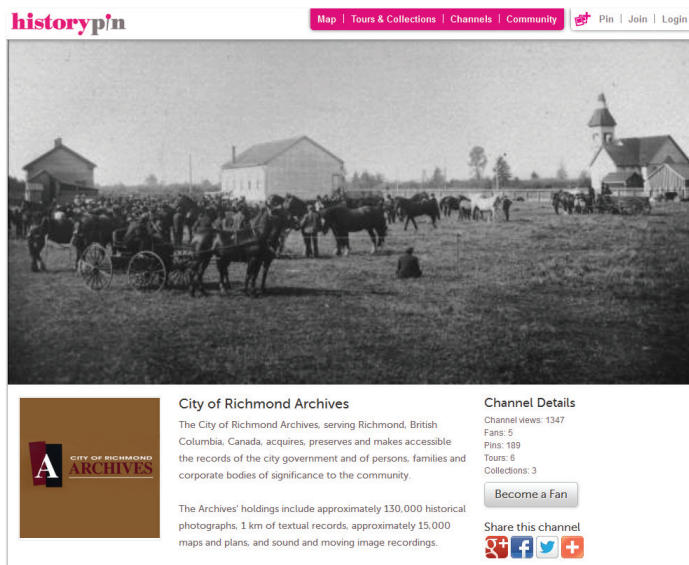 historypin
Map | Tours & Collections | Channels | Community
Pin | Join | Login
A
CITY OF RICHMOND
ARCHIVES
City of Richmond Archives
The City of Richmond Archives, serving Richmond, British
Columbia, Canada, acquires, preserves and makes accessible
the records of the city government and of persons, families and
corporate bodies of significance to the community.
The Archives' holdings include approximately 130,000 historical
photographs, 1 km of textual records, approximately 15,000
maps and plans, and sound and moving image recordings.
Channel Details
Channel views: 1347
Fans: 5
Pins: 189
Tours: 6
Collections: 3
Become a Fan
Share this channel
g+ f +